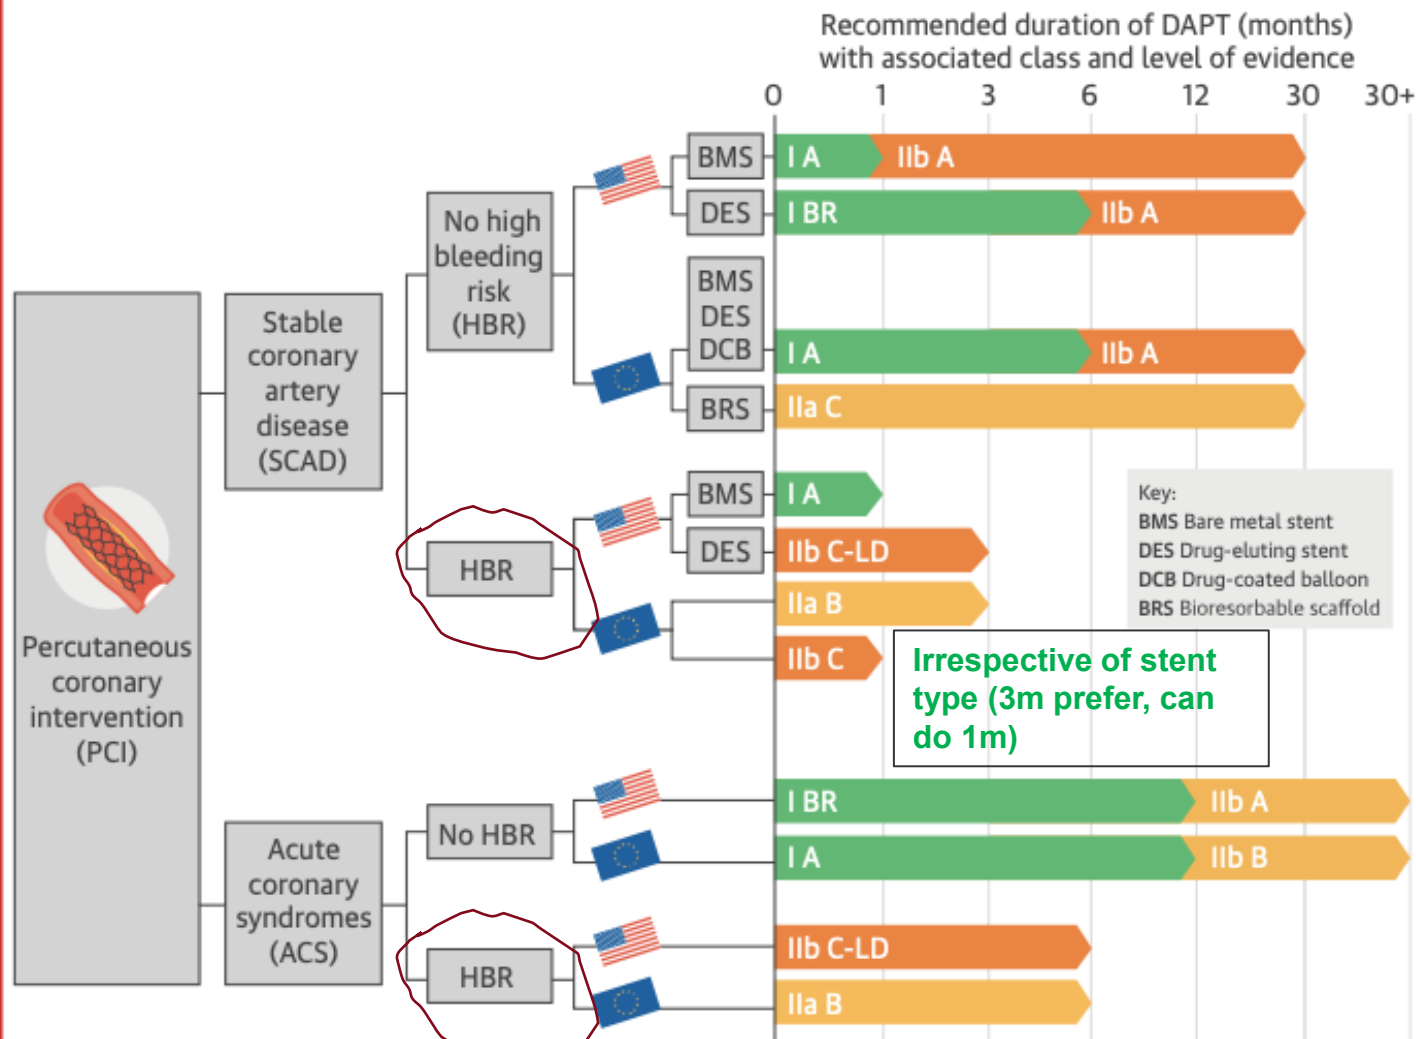 Recommended duration of DAPT (months)
with associated class and level of evidence
0 1 3 6 12 30 30+
BMS
I A
IIb A
DES
I BR
IIb A
No high
bleeding
risk
(HBR)
BMS
DES
DCB
I A
IIb A
BRS
IIa C
Stable
coronary
artery
disease
(SCAD)
HBR
BMS
I A
DES
IIb C-LD
IIa B
IIb C
Key:
BMS Bare metal stent
DES Drug-eluting stent
DCB Drug-coated balloon
BRS Bioresorbable scaffold
Irrespective of stent
type (3m prefer, can
do 1m)
Percutaneous
coronary
intervention
(PCI)
Acute
coronary
syndromes
(ACS)
No HBR
I BR
IIb A
I A
IIb B
HBR
IIb C-LD
IIa B